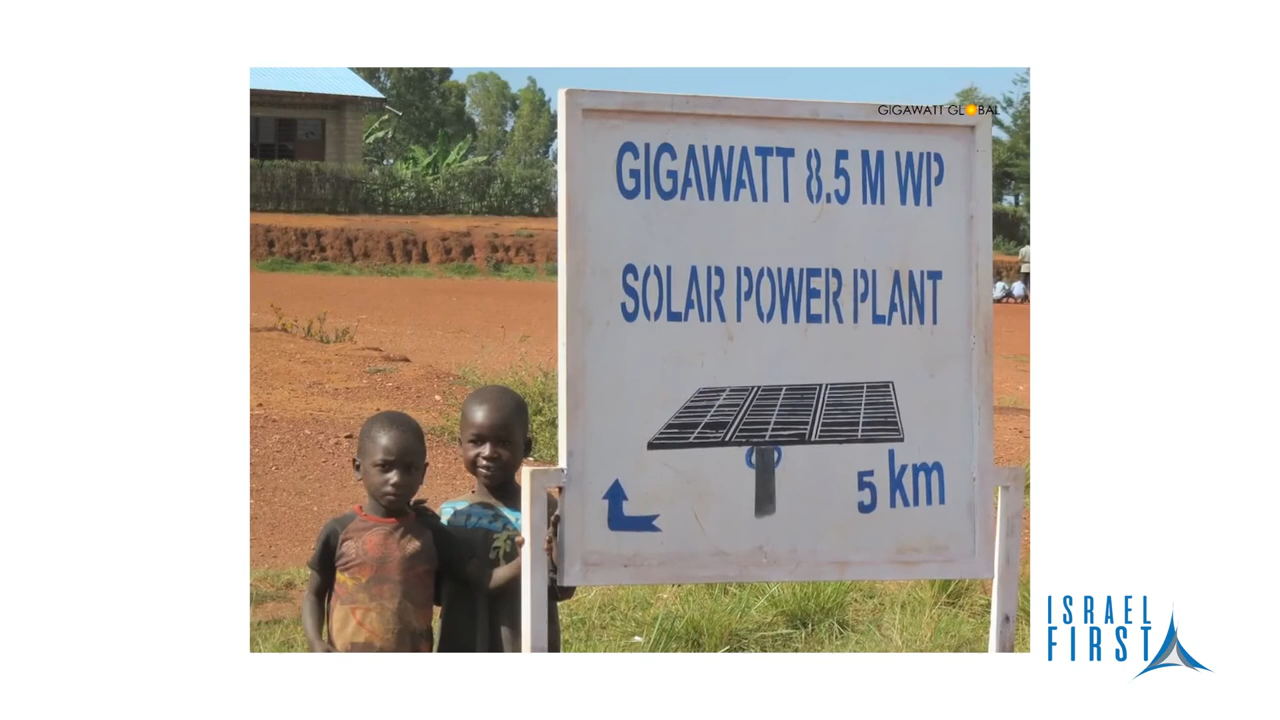 GIGAWATT GLOBAL
GIGAWATT 8.5 M WP
SOLAR POWER PLANT
5 km
ISRAEL
FIRST